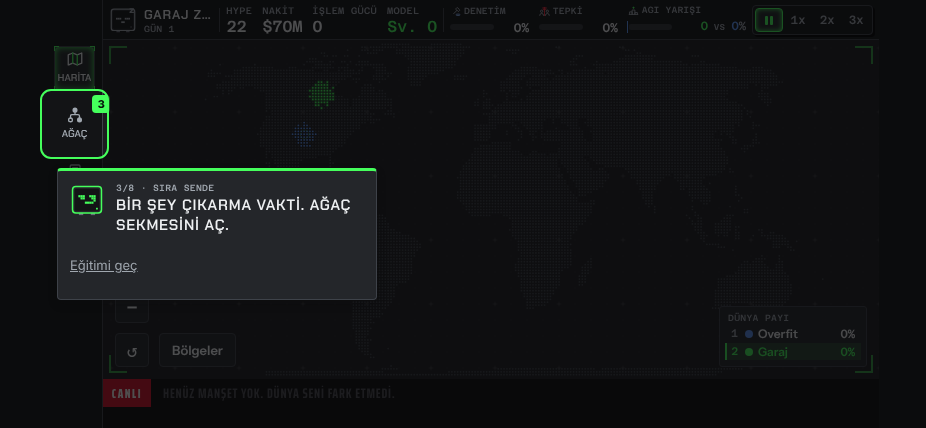 GARAJ Z...
GÜN 1
HYPE
22
NAKİT
$70M
İŞLEM GÜCÜ
0
MODEL
Sv. 0
DENETİM
0%
TEPKİ
0%
AGI YARIŞI
0 vs 0%
1x
2x
3x
HARİTA
3
AĞAÇ
3/8 · SIRA SENDE
BİR ŞEY ÇIKARMA VAKTİ. AĞAÇ
SEKMESİNİ AÇ.
Eğitimi geç
Bölgeler
DÜNYA PAYI
1 Overfit 0%
2 Garaj 0%
CANLI
HENÜZ MANŞET YOK. DÜNYA SENİ FARK ETMEDİ.